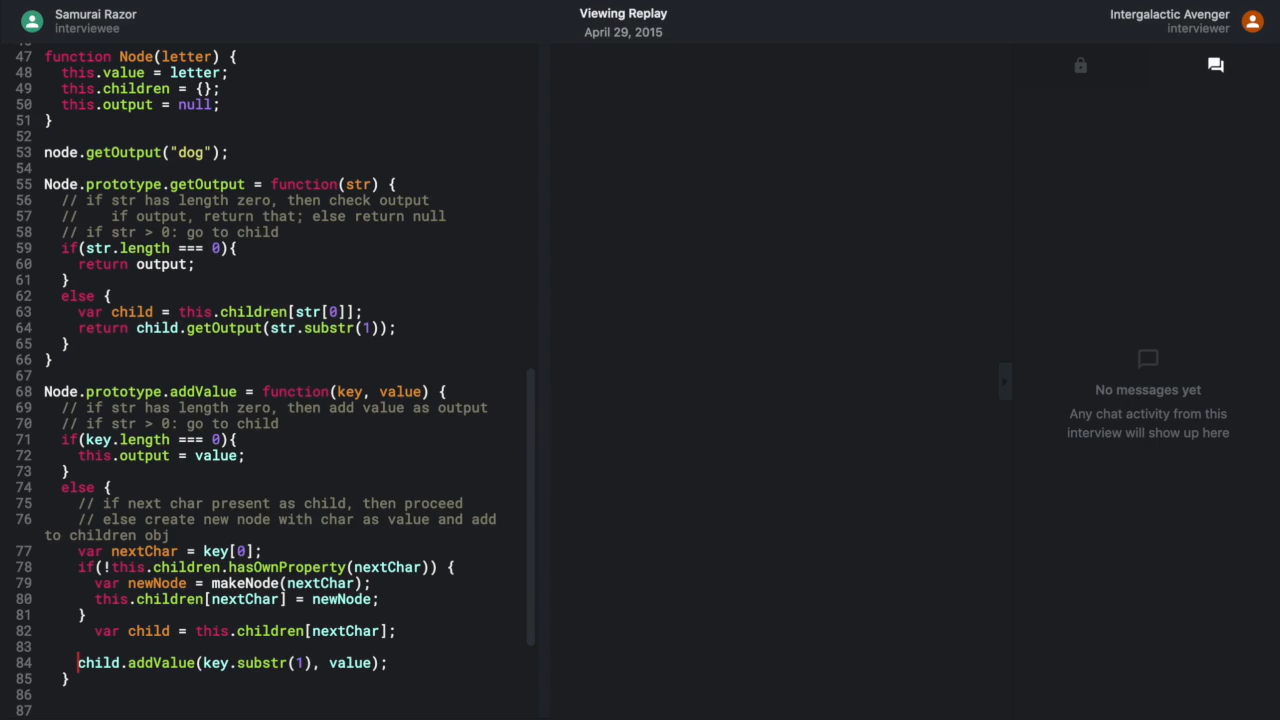 Samurai Razor
interviewee
Viewing Replay
April 29, 2015
Intergalactic Avenger
interviewer
47 function Node(letter) {
48   this.value = letter;
49   this.children = {};
50   this.output = null;
51 }
52
53 node.getOutput("dog");
54
55 Node.prototype.getOutput = function(str) {
56   // if str has length zero, then check output
57   //    if output, return that; else return null
58   // if str > 0: go to child
59   if(str.length === 0){
60     return output;
61   }
62   else {
63     var child = this.children[str[0]];
64     return child.getOutput(str.substr(1));
65   }
66 }
67
68 Node.prototype.addValue = function(key, value) {
69   // if str has length zero, then add value as output
70   // if str > 0: go to child
71   if(key.length === 0){
72     this.output = value;
73   }
74   else {
75     // if next char present as child, then proceed
76     // else create new node with char as value and add
to children obj
77     var nextChar = key[0];
78     if(!this.children.hasOwnProperty(nextChar)) {
79       var newNode = makeNode(nextChar);
80       this.children[nextChar] = newNode;
81     }
82       var child = this.children[nextChar];
83
84     child.addValue(key.substr(1), value);
85   }
86
87
No messages yet
Any chat activity from this
interview will show up here